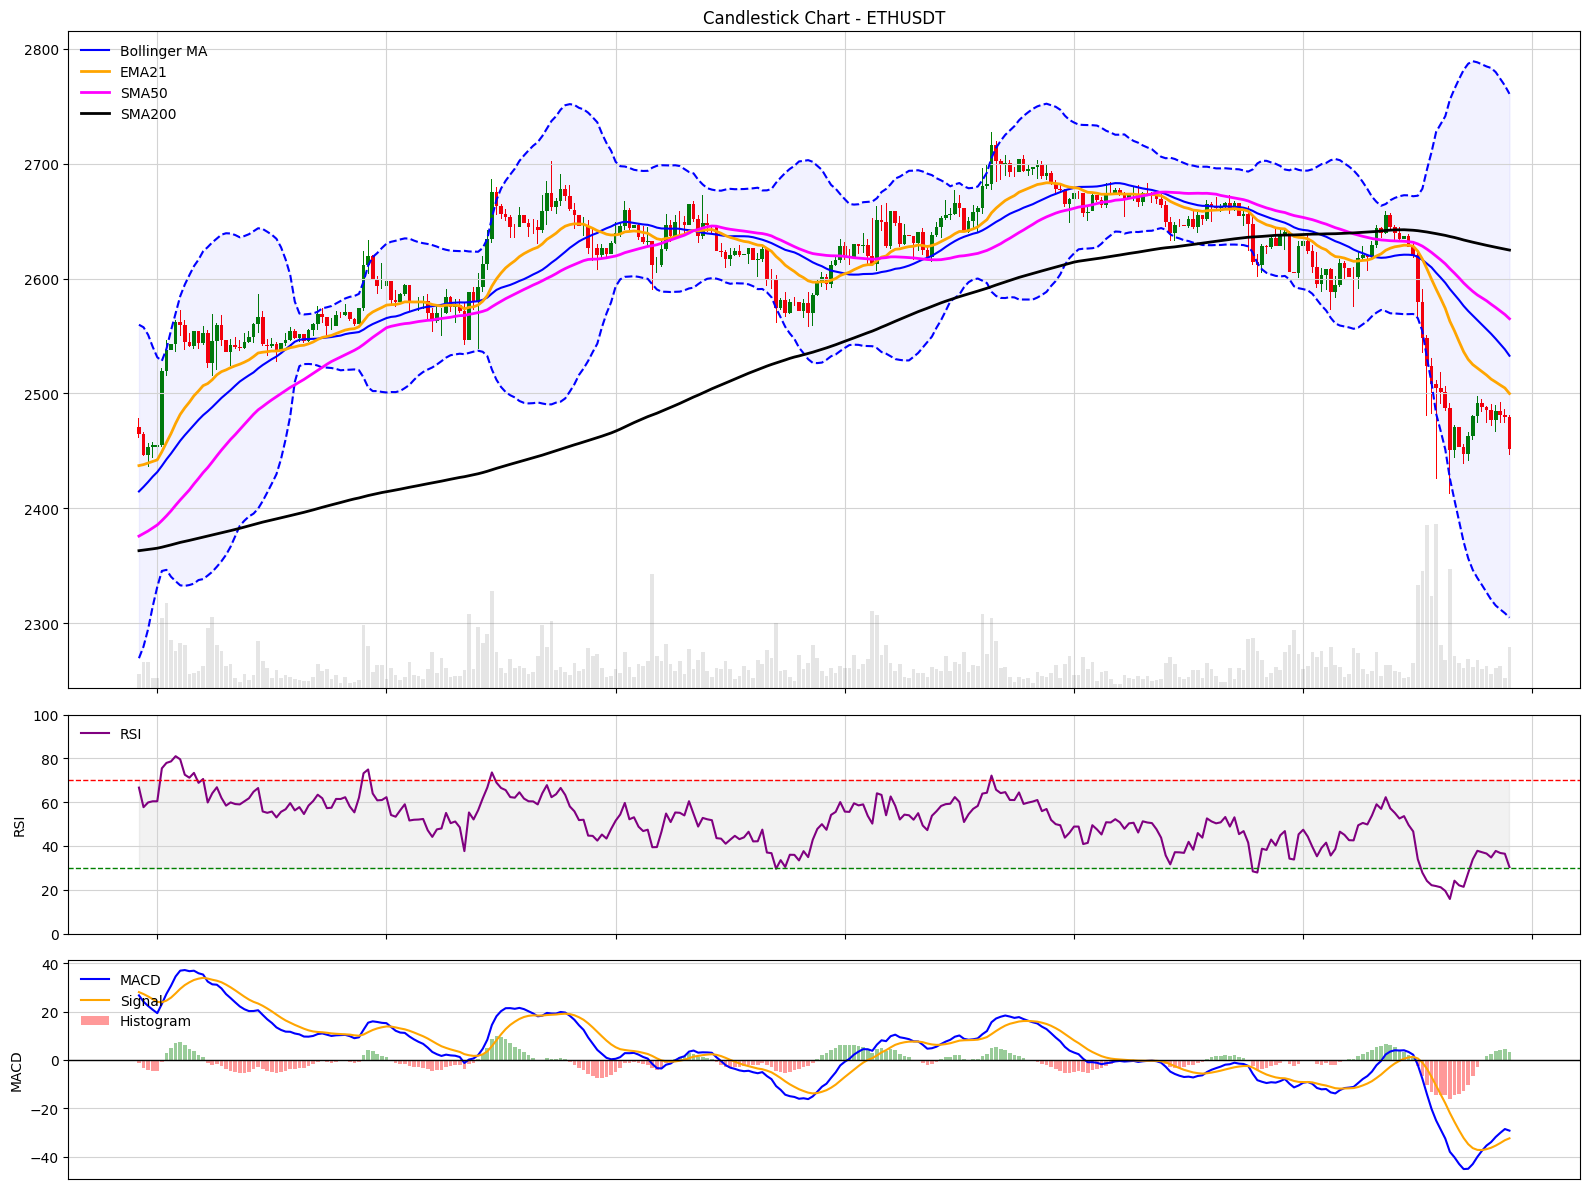 Candlestick Chart - ETHUSDT
2800
2700
2600
2500
2400
2300
Bollinger MA
EMA21
SMA50
SMA200
100
80
60
40
20
0
RSI
RSI
40
20
0
−20
−40
MACD
MACD
Signal
Histogram